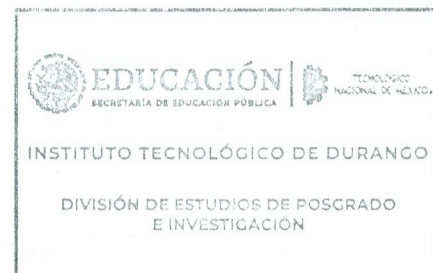 EDUCACIÓN
SECRETARÍA DE EDUCACIÓN PÚBLICA
TECNOLÓGICO
NACIONAL DE MÉXICO®
INSTITUTO TECNOLÓGICO DE DURANGO
DIVISIÓN DE ESTUDIOS DE POSGRADO
E INVESTIGACIÓN